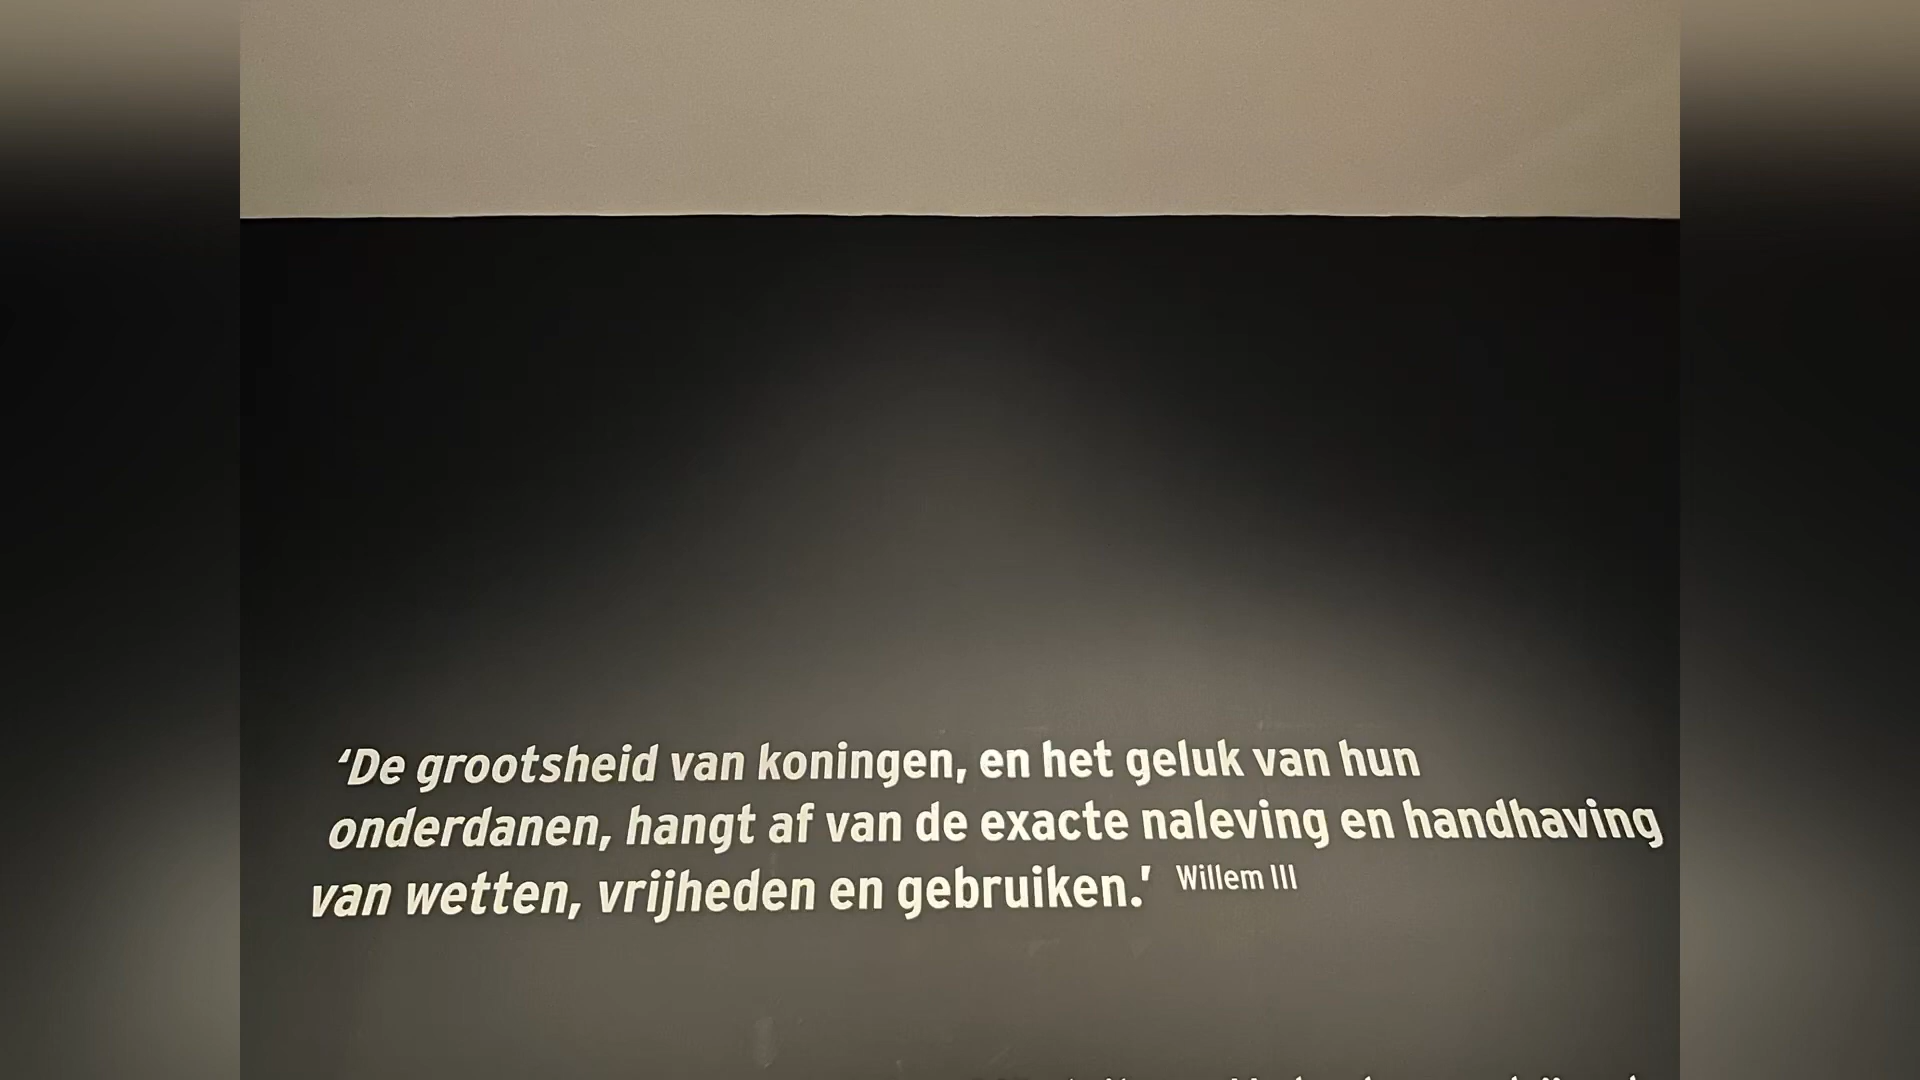 ‘De grootsheid van koningen, en het geluk van hun
onderdanen, hangt af van de exacte naleving en handhaving
van wetten, vrijheden en gebruiken.’ Willem III